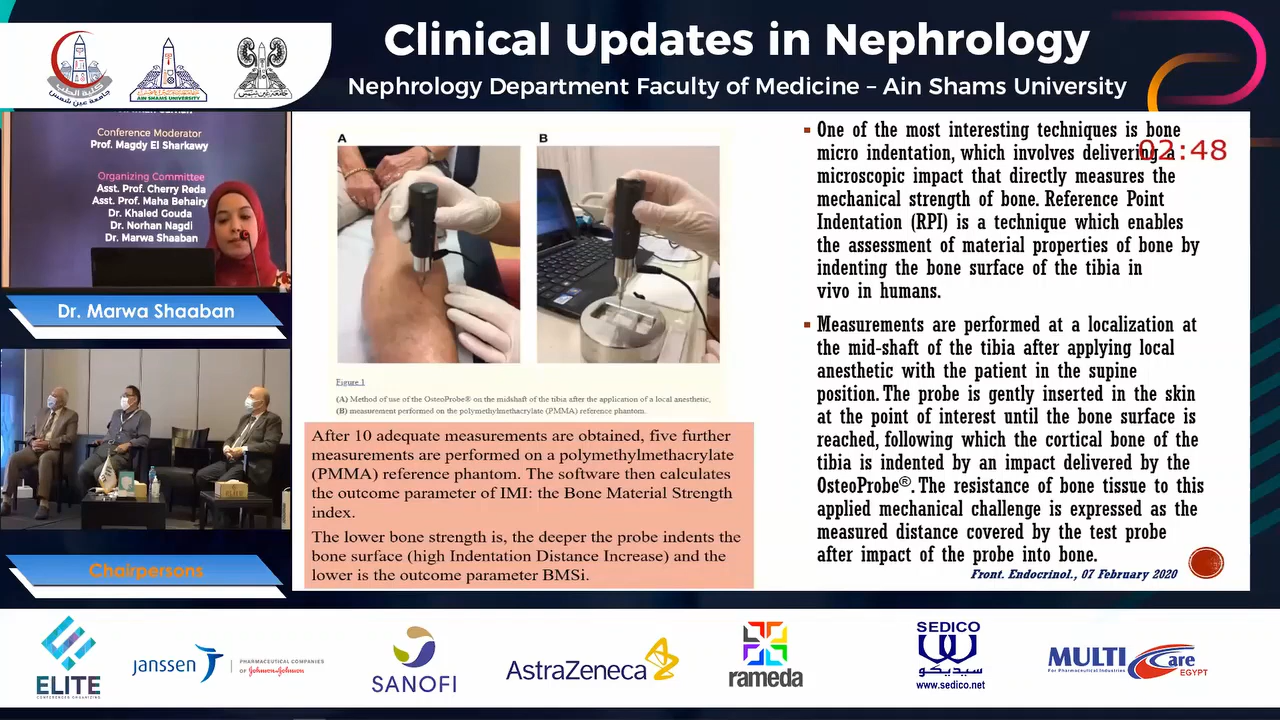 Clinical Updates in Nephrology
Nephrology Department Faculty of Medicine – Ain Shams University
AIN SHAMS UNIVERSITY
Conference Moderator
Prof. Magdy El Sharkawy
Organizing Committee
Asst. Prof. Cherry Reda
Asst. Prof. Maha Behairy
Dr. Khaled Gouda
Dr. Norhan Nagdi
Dr. Marwa Shaaban
Dr. Marwa Shaaban
Chairpersons
A
B
Figure 1
(A) Method of use of the OsteoProbe® on the midshaft of the tibia after the application of a local anesthetic,
(B) measurement performed on the polymethylmethacrylate (PMMA) reference phantom.
After 10 adequate measurements are obtained, five further
measurements are performed on a polymethylmethacrylate
(PMMA) reference phantom. The software then calculates
the outcome parameter of IMI: the Bone Material Strength
index.
The lower bone strength is, the deeper the probe indents the
bone surface (high Indentation Distance Increase) and the
lower is the outcome parameter BMSi.
02:48
▪ One of the most interesting techniques is bone
micro indentation, which involves delivering a
microscopic impact that directly measures the
mechanical strength of bone. Reference Point
Indentation (RPI) is a technique which enables
the assessment of material properties of bone by
indenting the bone surface of the tibia in
vivo in humans.
▪ Measurements are performed at a localization at
the mid-shaft of the tibia after applying local
anesthetic with the patient in the supine
position. The probe is gently inserted in the skin
at the point of interest until the bone surface is
reached, following which the cortical bone of the
tibia is indented by an impact delivered by the
OsteoProbe®. The resistance of bone tissue to this
applied mechanical challenge is expressed as the
measured distance covered by the test probe
after impact of the probe into bone.
Front. Endocrinol., 07 February 2020
ELITE
CONFERENCES ORGANIZING
janssen
PHARMACEUTICAL COMPANIES
OF Johnson & Johnson
SANOFI
AstraZeneca
rameda
SEDICO
سيديكو
www.sedico.net
MULTI Care
For Pharmaceutical Industries
EGYPT